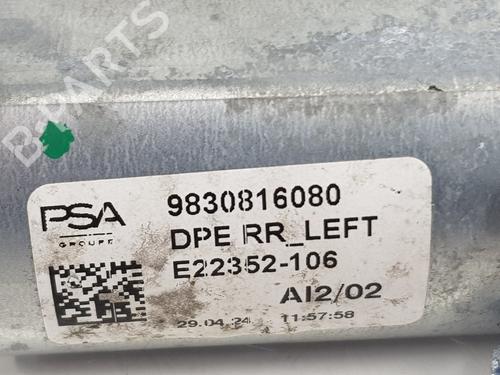 B-PARTS
PSA
GROUPE
9830816080
DPE RR_LEFT
E22352-106
AI2/02
29.04.24 11:57:58